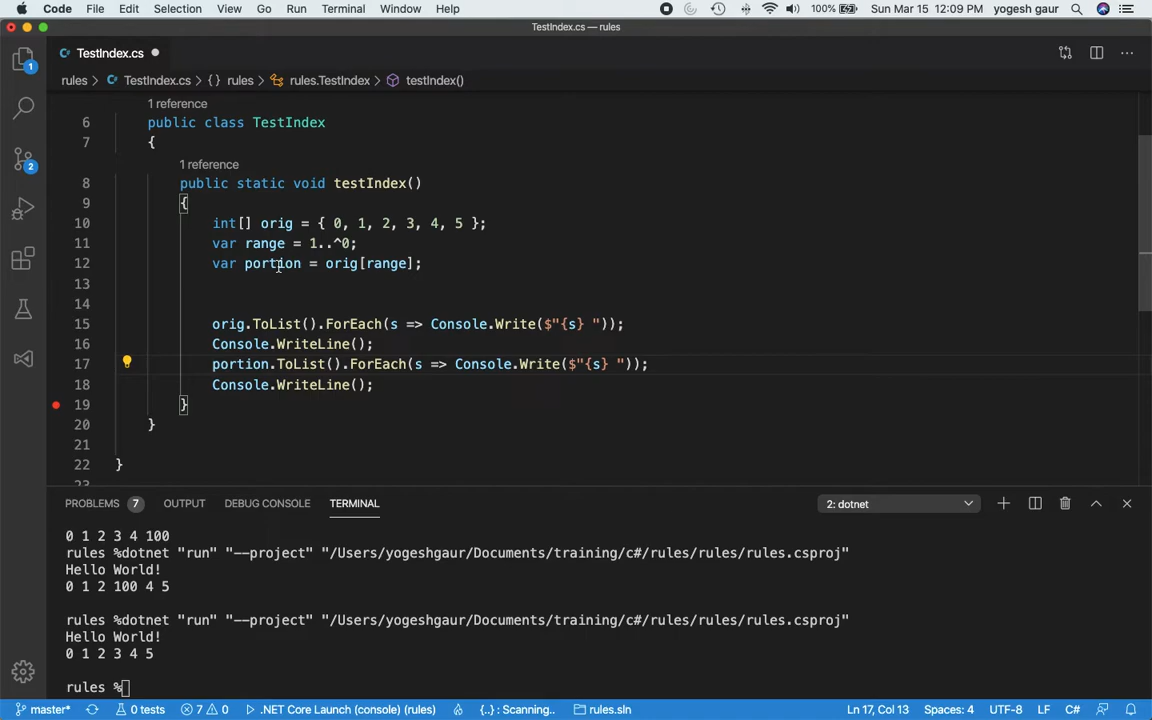 Code File Edit Selection View Go Run Terminal Window Help 100% Sun Mar 15 12:09 PM yogesh gaur
TestIndex.cs — rules
TestIndex.cs
rules > TestIndex.cs > { } rules > rules.TestIndex > testIndex()
1 reference
6 public class TestIndex
7 {
1 reference
8 public static void testIndex()
9 {
10 int[] orig = { 0, 1, 2, 3, 4, 5 };
11 var range = 1..^0;
12 var portion = orig[range];
13
14
15 orig.ToList().ForEach(s => Console.Write($"{s} "));
16 Console.WriteLine();
17 portion.ToList().ForEach(s => Console.Write($"{s} "));
18 Console.WriteLine();
19 }
20 }
21
22 }
23
1
2
PROBLEMS 7 OUTPUT DEBUG CONSOLE TERMINAL 2: dotnet
0 1 2 3 4 100
rules %dotnet "run" "--project" "/Users/yogeshgaur/Documents/training/c#/rules/rules/rules.csproj"
Hello World!
0 1 2 100 4 5
rules %dotnet "run" "--project" "/Users/yogeshgaur/Documents/training/c#/rules/rules/rules.csproj"
Hello World!
0 1 2 3 4 5
rules %
master* 0 tests 7 0 .NET Core Launch (console) (rules) {..} : Scanning.. rules.sln Ln 17, Col 13 Spaces: 4 UTF-8 LF C#